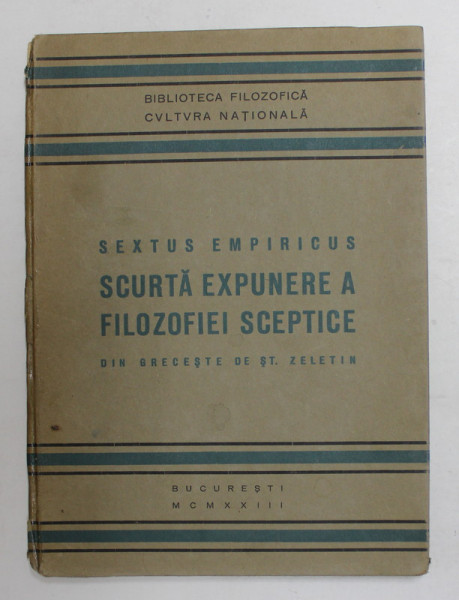 BIBLIOTECA FILOZOFICĂ
CVLTVRA NAȚIONALĂ
SEXTUS EMPIRICUS
SCURTĂ EXPUNERE A
FILOZOFIEI SCEPTICE
DIN GRECEȘTE DE ȘT. ZELETIN
BUCUREȘTI
MCMXXIII